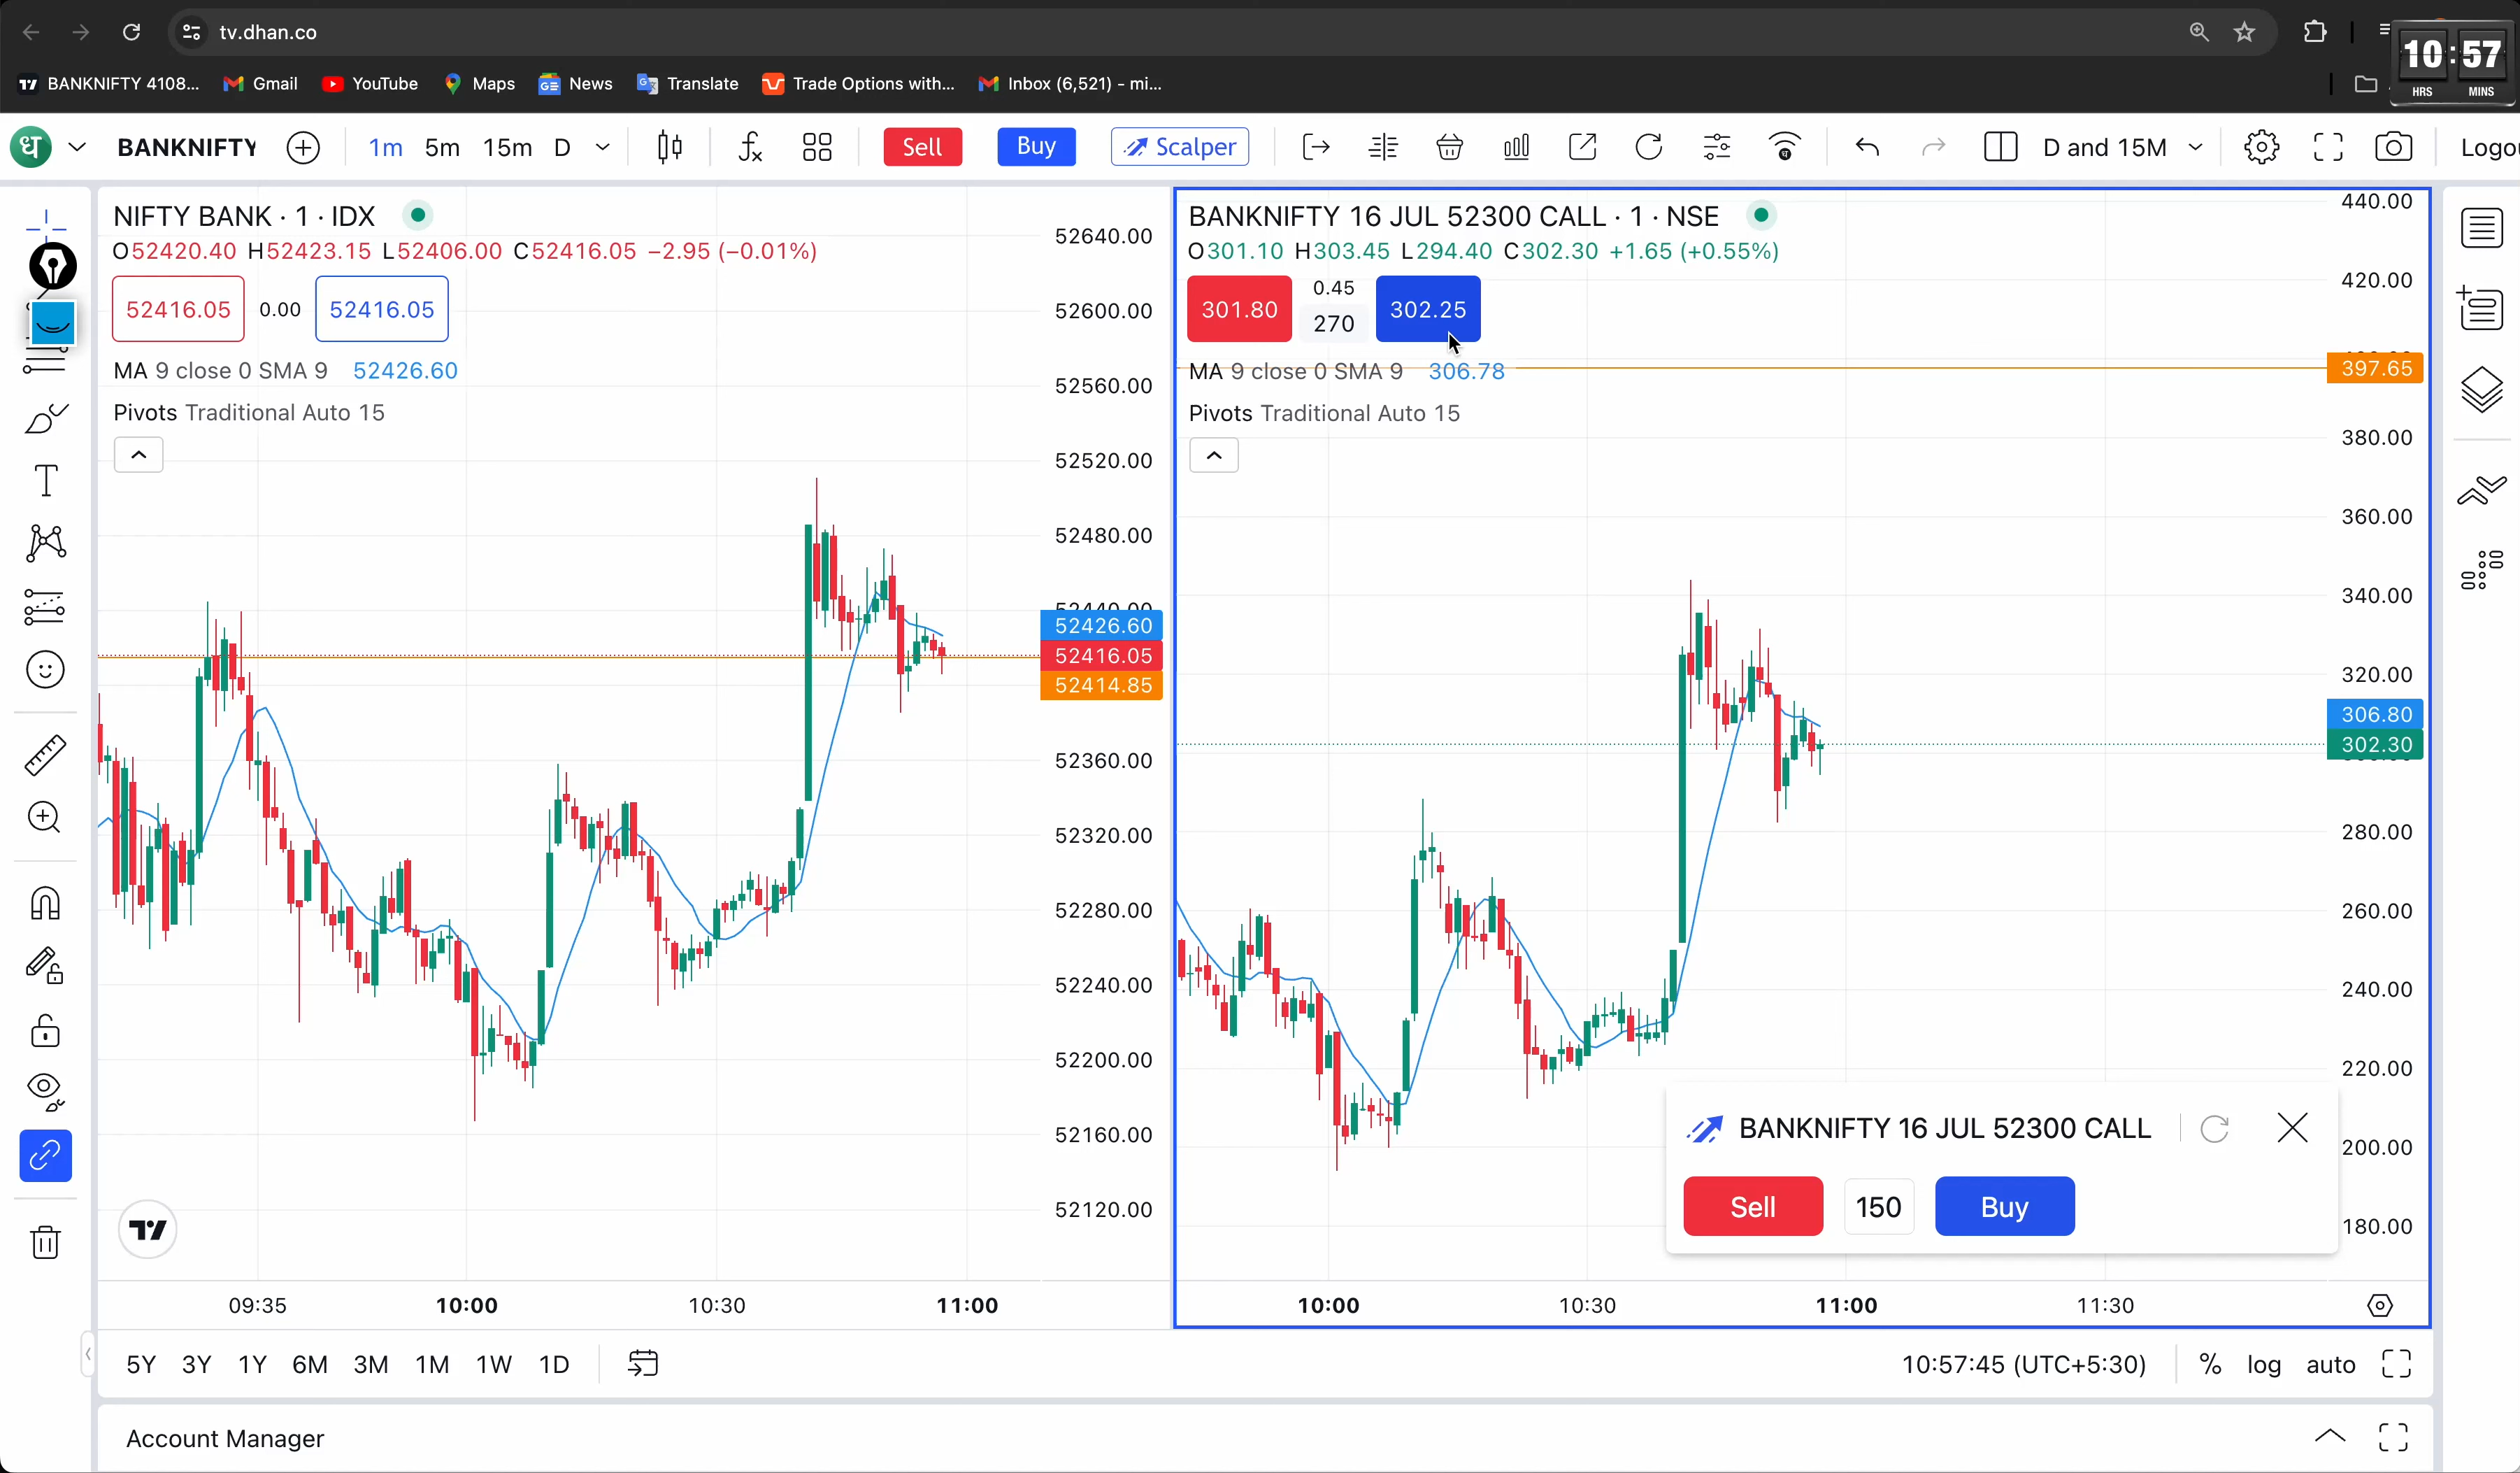 tv.dhan.co
10:57
HRS MINS
BANKNIFTY 4108... Gmail YouTube Maps News Translate Trade Options with... Inbox (6,521) - mi...
ध BANKNIFTY 1m 5m 15m D Sell Buy Scalper D and 15M Logo
NIFTY BANK · 1 · IDX
O52420.40 H52423.15 L52406.00 C52416.05 −2.95 (−0.01%)
52416.05 0.00 52416.05
MA 9 close 0 SMA 9 52426.60
Pivots Traditional Auto 15
52640.00
52600.00
52560.00
52520.00
52480.00
52440.00
52426.60
52416.05
52414.85
52360.00
52320.00
52280.00
52240.00
52200.00
52160.00
52120.00
09:35 10:00 10:30 11:00
BANKNIFTY 16 JUL 52300 CALL · 1 · NSE
O301.10 H303.45 L294.40 C302.30 +1.65 (+0.55%)
301.80 0.45 270 302.25
MA 9 close 0 SMA 9 306.78
Pivots Traditional Auto 15
440.00
420.00
397.65
380.00
360.00
340.00
320.00
306.80
302.30
280.00
260.00
240.00
220.00
200.00
180.00
BANKNIFTY 16 JUL 52300 CALL
Sell 150 Buy
10:00 10:30 11:00 11:30
5Y 3Y 1Y 6M 3M 1M 1W 1D 10:57:45 (UTC+5:30) % log auto
Account Manager